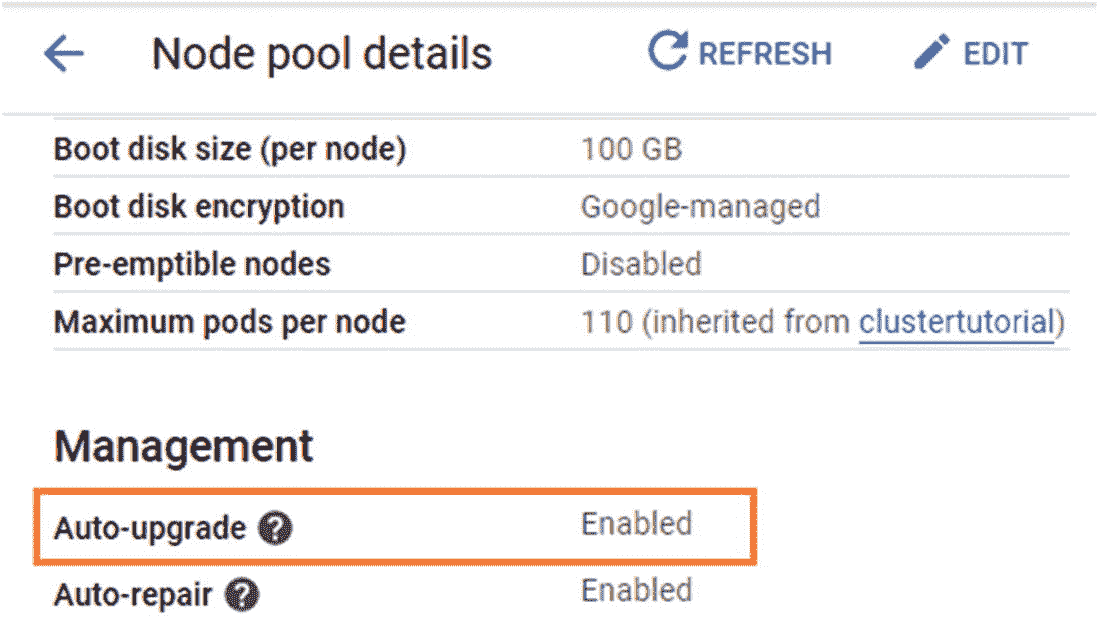 Node pool details REFRESH EDIT
Boot disk size (per node) 100 GB
Boot disk encryption Google-managed
Pre-emptible nodes Disabled
Maximum pods per node 110 (inherited from clustertutorial)
Management
Auto-upgrade ? Enabled
Auto-repair ? Enabled